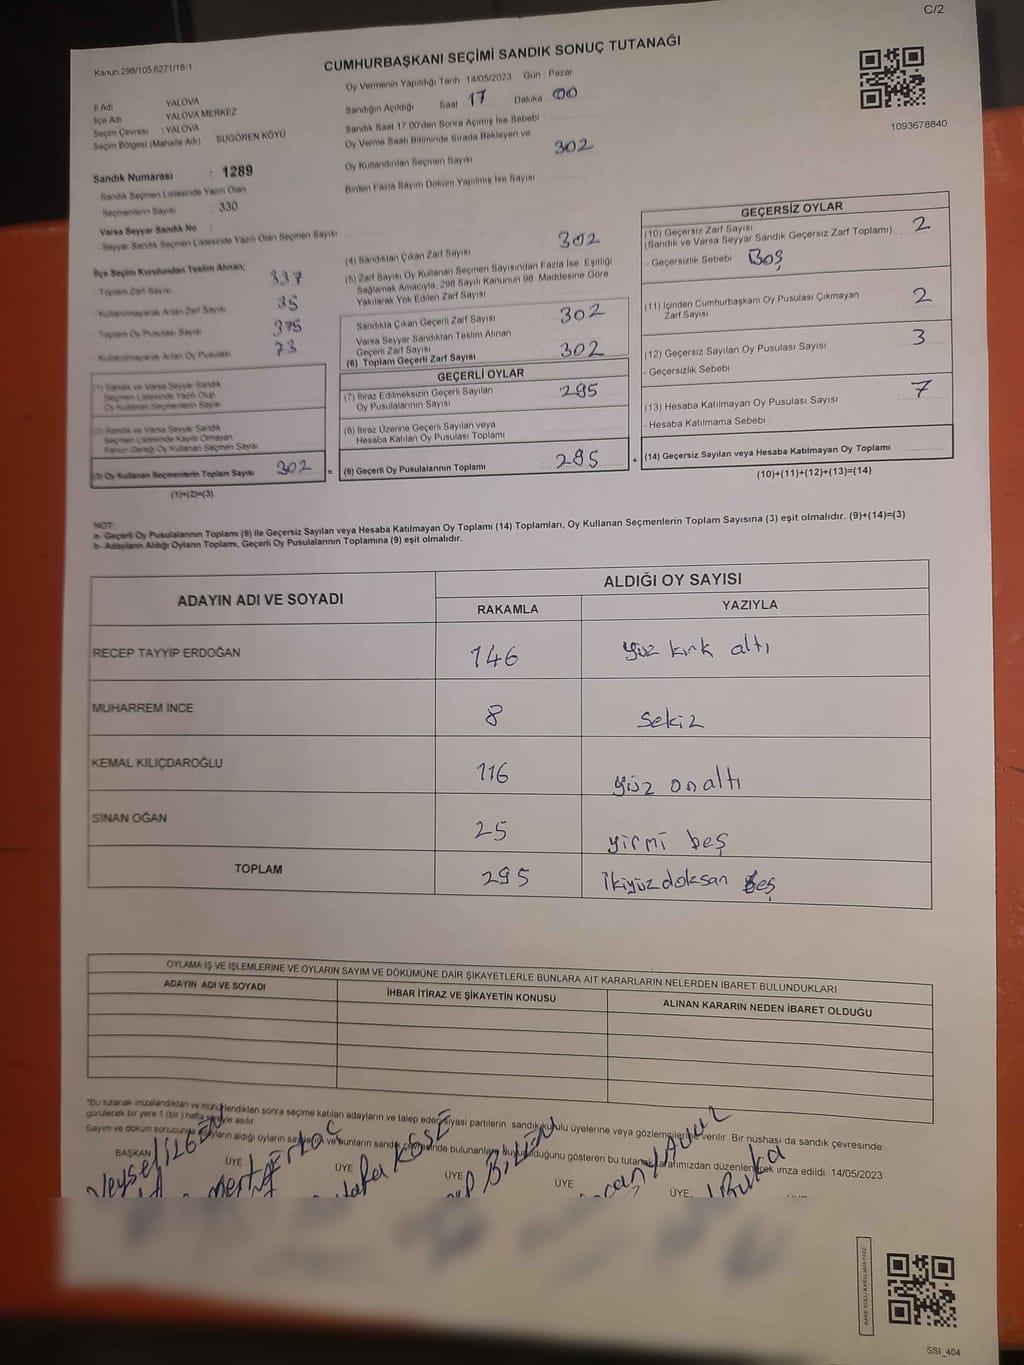 C/2
Kanun:298/105,6271/18-1
CUMHURBAŞKANI SEÇİMİ SANDIK SONUÇ TUTANAĞI
İl Adı YALOVA
İlçe Adı YALOVA MERKEZ
Seçim Çevresi : YALOVA
Seçim Bölgesi (Mahalle Adı) SUGÖREN KÖYÜ
Sandık Numarası : 1289
- Sandık Seçmen Listesinde Yazılı Olan
Seçmenlerin Sayısı : 330
Varsa Seyyar Sandık No :
- Seyyar Sandık Seçmen Listesinde Yazılı Olan Seçmen Sayısı
Oy Vermenin Yapıldığı Tarih 14/05/2023 Gün : Pazar
Sandığın Açıldığı Saat 17 Dakika 00
Sandık Saat 17:00'den Sonra Açımış İse Sebebi
Oy Verme Saati Bitiminde Sırada Bekleyen ve
Oy Kullandırılan Seçmen Sayısı 302
Birden Fazla Sayım Döküm Yapılmış İse Sayısı
1093678840
İlçe Seçim Kurulundan Teslim Alınan;
- Toplam Zarf Sayısı 337
- Kullanılmayarak Artan Zarf Sayısı 35
- Toplam Oy Pusulası Sayısı 375
- Kullanılmayarak Artan Oy Pusulası 73
(1) Sandık ve Varsa Seyyar Sandık
Seçmen Listesinde Yazılı Olup
Oy Kullanan Seçmenlerin Sayısı
(2) Sandık ve Varsa Seyyar Sandık
Seçmen Listesinde Kayıtlı Olmayan
Kanun Gereği Oy Kullanan Seçmen Sayısı
(3) Oy Kullanan Seçmenlerin Toplam Sayısı 302 =
(1)+(2)=(3)
(4) Sandıktan Çıkan Zarf Sayısı 302
(5) Zarf Sayısı Oy Kullanan Seçmen Sayısından Fazla İse, Eşitliği
Sağlamak Amacıyla, 298 Sayılı Kanunun 98. Maddesine Göre
Yakılarak Yok Edilen Zarf Sayısı
Sandıkta Çıkan Geçerli Zarf Sayısı 302
Varsa Seyyar Sandıktan Teslim Alınan
Geçerli Zarf Sayısı
(6) Toplam Geçerli Zarf Sayısı 302
GEÇERLİ OYLAR
(7) İtiraz Edilmeksizin Geçerli Sayılan
Oy Pusulalarının Sayısı 295
(8) İtiraz Üzerine Geçerli Sayılan veya
Hesaba Katılan Oy Pusulası Toplamı
(9) Geçerli Oy Pusulalarının Toplamı 295 +
GEÇERSİZ OYLAR
(10) Geçersiz Zarf Sayısı 2
(Sandık ve Varsa Seyyar Sandık Geçersiz Zarf Toplamı)
- Geçersizlik Sebebi Boş
(11) İçinden Cumhurbaşkanı Oy Pusulası Çıkmayan 2
Zarf Sayısı
(12) Geçersiz Sayılan Oy Pusulası Sayısı 3
- Geçersizlik Sebebi
(13) Hesaba Katılmayan Oy Pusulası Sayısı 7
- Hesaba Katılmama Sebebi
(14) Geçersiz Sayılan veya Hesaba Katılmayan Oy Toplamı
(10)+(11)+(12)+(13)=(14)
NOT:
a- Geçerli Oy Pusulalarının Toplamı (9) ile Geçersiz Sayılan veya Hesaba Katılmayan Oy Toplamı (14) Toplamları, Oy Kullanan Seçmenlerin Toplam Sayısına (3) eşit olmalıdır. (9)+(14)=(3)
b- Adayların Aldığı Oyların Toplamı, Geçerli Oy Pusulalarının Toplamına (9) eşit olmalıdır.
ADAYIN ADI VE SOYADI ALDIĞI OY SAYISI
RAKAMLA YAZIYLA
RECEP TAYYİP ERDOĞAN 146 yüz kırk altı
MUHARREM İNCE 8 sekiz
KEMAL KILIÇDAROĞLU 116 yüz onaltı
SİNAN OĞAN 25 yirmi beş
TOPLAM 295 İkiyüzdoksan beş
OYLAMA İŞ VE İŞLEMLERİNE VE OYLARIN SAYIM VE DÖKÜMÜNE DAİR ŞİKAYETLERLE BUNLARA AİT KARARLARIN NELERDEN İBARET BULUNDUKLARI
ADAYIN ADI VE SOYADI İHBAR İTİRAZ VE ŞİKAYETİN KONUSU ALINAN KARARIN NEDEN İBARET OLDUĞU
*Bu tutanak imzalandıktan ve mühürlendikten sonra seçime katılan adayların ve talep eden siyasi partilerin sandık kurulu üyelerine veya gözlemcilerine verilir. Bir nüshası da sandık çevresinde
görülecek bir yere 1 (bir) hafta süreyle asılır
Sayım ve döküm sonucunda adayların aldığı oyların sayılarını ve bunların sandık çevresinde bulunanlara duyurulduğunu gösteren bu tutanak tarafımızdan düzenlenerek imza edildi. 14/05/2023
BAŞKAN ÜYE ÜYE ÜYE ÜYE ÜYE
Veysel İLGEN Mert KÖSE BİLGEN YAVUZ
SSI_404